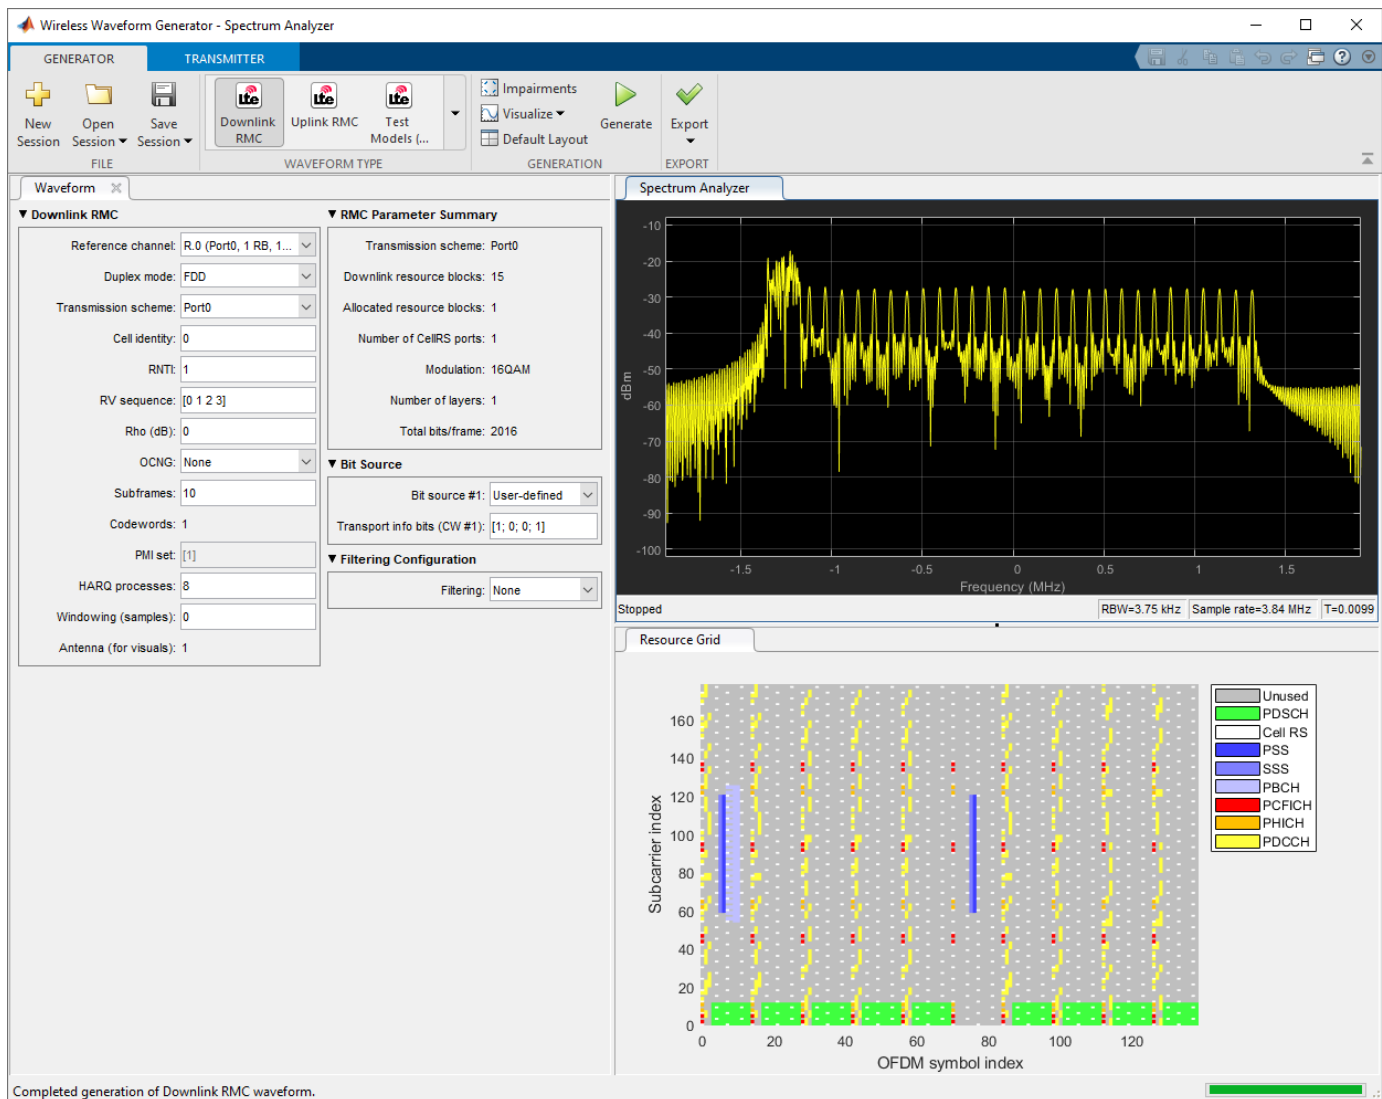 Wireless Waveform Generator - Spectrum Analyzer
GENERATOR
TRANSMITTER
New Session
Open Session
Save Session
FILE
lte
Downlink RMC
lte
Uplink RMC
lte
Test Models (...
WAVEFORM TYPE
Impairments
Visualize
Default Layout
Generate
GENERATION
Export
EXPORT
Waveform
Downlink RMC
Reference channel: R.0 (Port0, 1 RB, 1...
Duplex mode: FDD
Transmission scheme: Port0
Cell identity: 0
RNTI: 1
RV sequence: [0 1 2 3]
Rho (dB): 0
OCNG: None
Subframes: 10
Codewords: 1
PMI set: [1]
HARQ processes: 8
Windowing (samples): 0
Antenna (for visuals): 1
RMC Parameter Summary
Transmission scheme: Port0
Downlink resource blocks: 15
Allocated resource blocks: 1
Number of CellRS ports: 1
Modulation: 16QAM
Number of layers: 1
Total bits/frame: 2016
Bit Source
Bit source #1: User-defined
Transport info bits (CW #1): [1; 0; 0; 1]
Filtering Configuration
Filtering: None
Spectrum Analyzer
-10
-20
-30
-40
-50
-60
-70
-80
-90
-100
dBm
-1.5 -1 -0.5 0 0.5 1 1.5
Frequency (MHz)
Stopped
RBW=3.75 kHz Sample rate=3.84 MHz T=0.0099
Resource Grid
160
140
120
100
80
60
40
20
0
Subcarrier index
0 20 40 60 80 100 120
OFDM symbol index
Unused
PDSCH
Cell RS
PSS
SSS
PBCH
PCFICH
PHICH
PDCCH
Completed generation of Downlink RMC waveform.